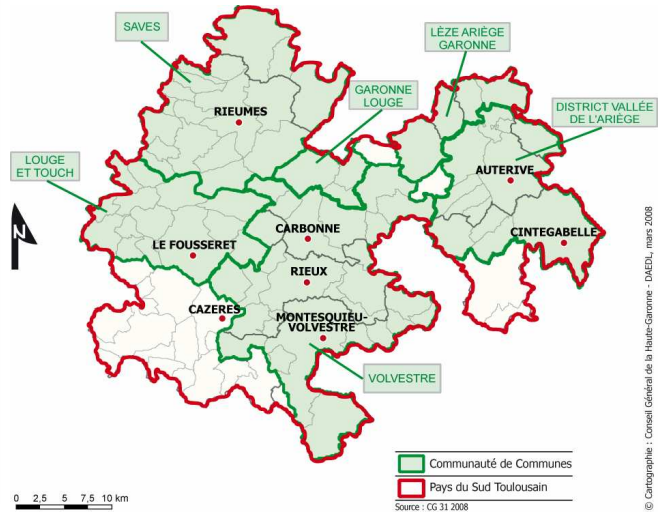 SAVES
LÈZE ARIÈGE
GARONNE
GARONNE
LOUGE
DISTRICT VALLÉE
DE L'ARIÈGE
RIEUMES
LOUGE
ET TOUCH
AUTERIVE
CARBONNE
CINTEGABELLE
LE FOUSSERET
RIEUX
N
CAZERES
MONTESQUIEU-
VOLVESTRE
VOLVESTRE
Communauté de Communes
Pays du Sud Toulousain
Source : CG 31 2008
0 2,5 5 7,5 10 km
© Cartographie : Conseil Général de la Haute-Garonne - DAEDL, mars 2008